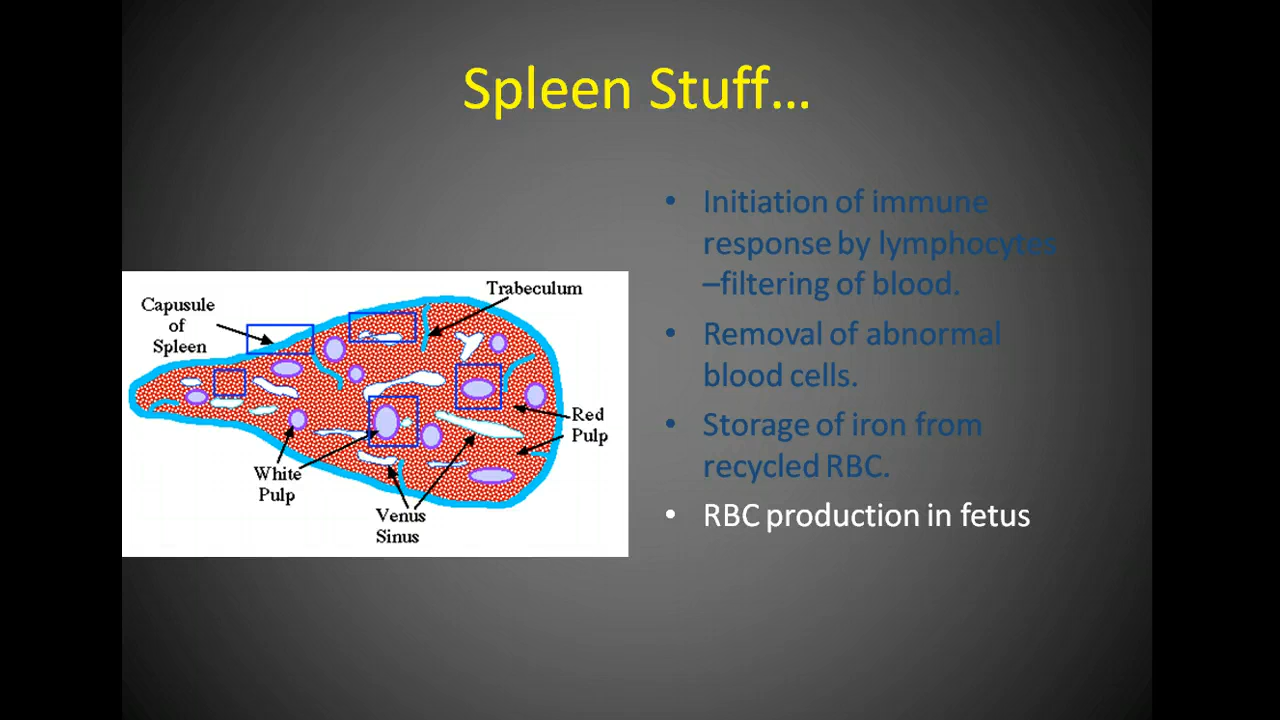 Spleen Stuff...
Capusule
of
Spleen
Trabeculum
Red
Pulp
White
Pulp
Venus
Sinus
• Initiation of immune
response by lymphocytes
–filtering of blood.
• Removal of abnormal
blood cells.
• Storage of iron from
recycled RBC.
• RBC production in fetus